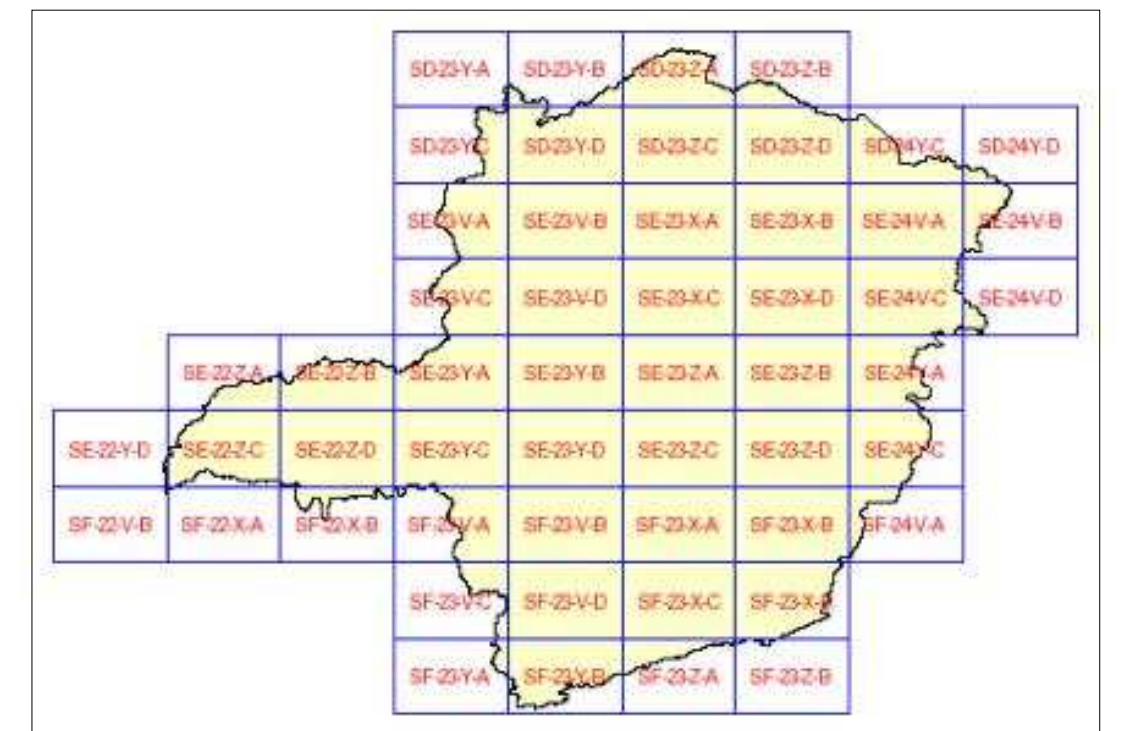 SD-23-Y-A SD-23-Y-B SD-23-Z-A SD-23-Z-B
SD-23-Y-C SD-23-Y-D SD-23-Z-C SD-23-Z-D SD-24-Y-C SD-24-Y-D
SE-23-V-A SE-23-V-B SE-23-X-A SE-23-X-B SE-24-V-A SE-24-V-B
SE-23-V-C SE-23-V-D SE-23-X-C SE-23-X-D SE-24-V-C SE-24-V-D
SE-22-Z-A SE-22-Z-B SE-23-Y-A SE-23-Y-B SE-23-Z-A SE-23-Z-B SE-24-Y-A
SE-22-Y-D SE-22-Z-C SE-22-Z-D SE-23-Y-C SE-23-Y-D SE-23-Z-C SE-23-Z-D SE-24-Y-C
SF-22-V-B SF-22-X-A SF-22-X-B SF-23-V-A SF-23-V-B SF-23-X-A SF-23-X-B SF-24-V-A
SF-23-V-C SF-23-V-D SF-23-X-C SF-23-X-D
SF-23-Y-A SF-23-Y-B SF-23-Z-A SF-23-Z-B